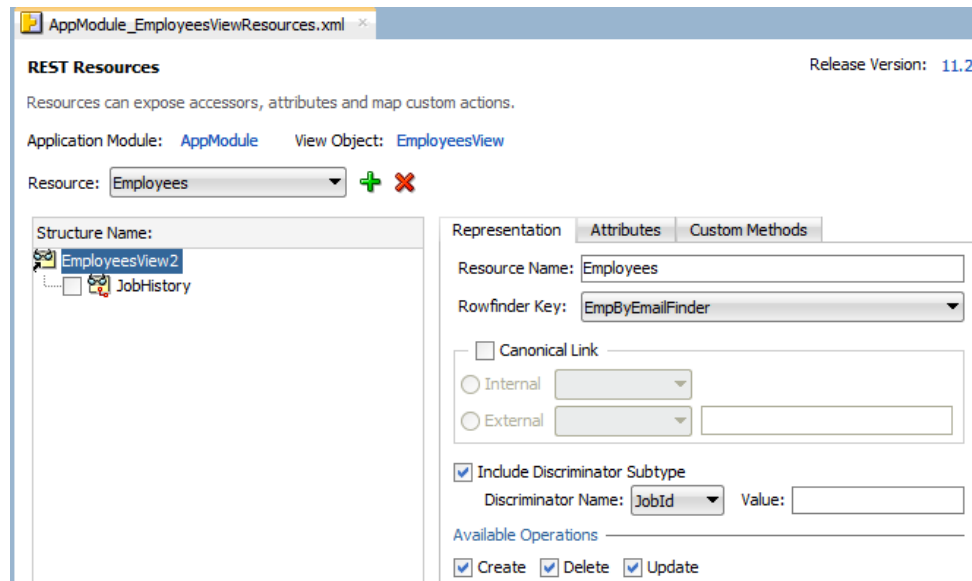 AppModule_EmployeesViewResources.xml
REST Resources
Release Version: 11.2
Resources can expose accessors, attributes and map custom actions.
Application Module: AppModule View Object: EmployeesView
Resource: Employees
Structure Name:
EmployeesView2
JobHistory
Representation Attributes Custom Methods
Resource Name: Employees
Rowfinder Key: EmpByEmailFinder
Canonical Link
Internal
External
Include Discriminator Subtype
Discriminator Name: JobId Value:
Available Operations
Create Delete Update